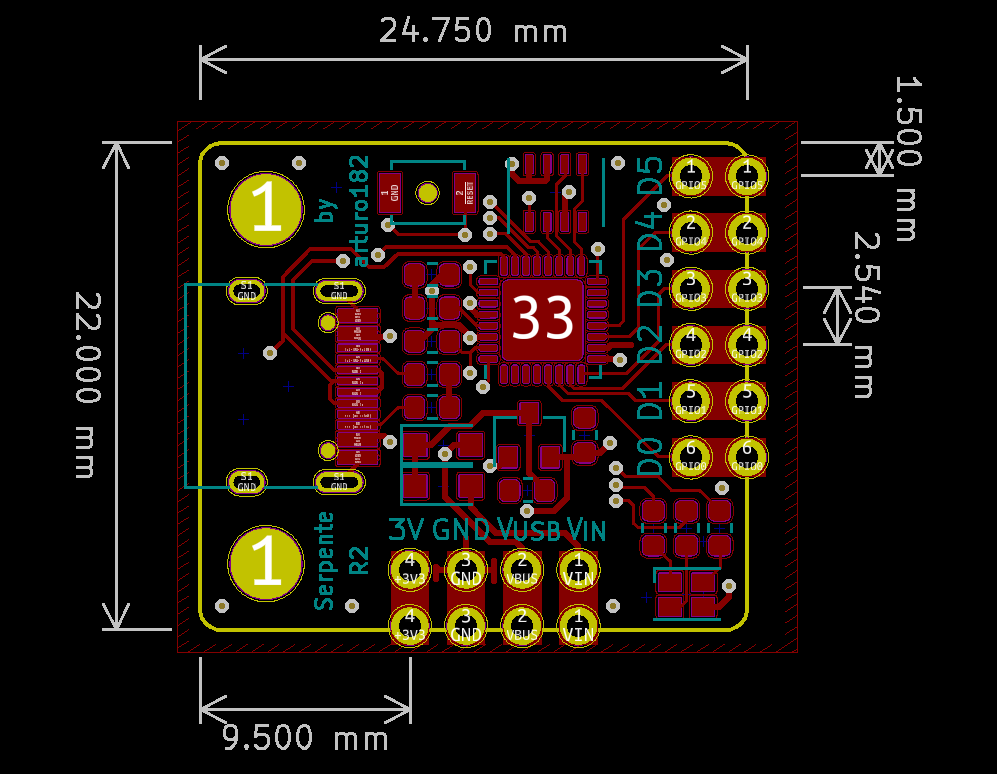 24.750 mm
1.500 mm
2.540 mm
22.000 mm
9.500 mm
1
by
arturo182
1
GND
2
RESET
D5
1
GPIO5
1
GPIO5
D4
2
GPIO4
2
GPIO4
D3
3
GPIO3
3
GPIO3
D2
4
GPIO2
4
GPIO2
D1
5
GPIO1
5
GPIO1
D0
6
GPIO0
6
GPIO0
S1
GND
S1
GND
33
S1
GND
S1
GND
1
Serpente
R2
3V GND VUSB VIN
4
+3V3
3
GND
2
VBUS
1
VIN
4
+3V3
3
GND
2
VBUS
1
VIN